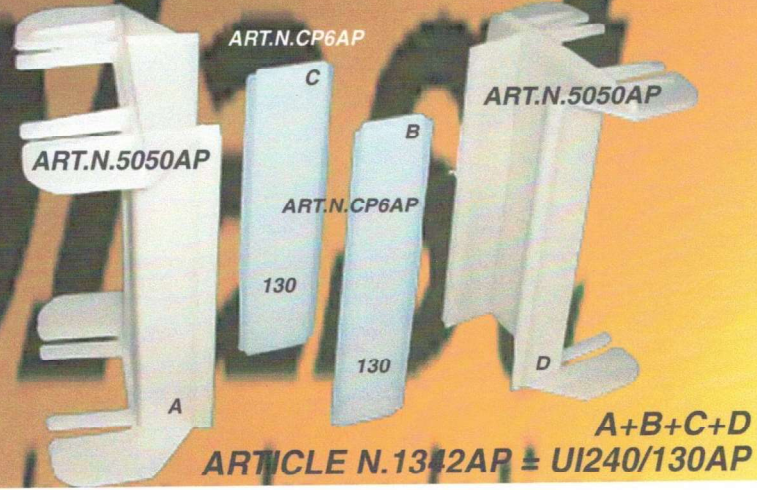 ART.N.CP6AP
C
ART.N.5050AP
B
ART.N.5050AP
ART.N.CP6AP
130
130
D
A
A+B+C+D
ARTICLE N.1342AP = UI240/130AP